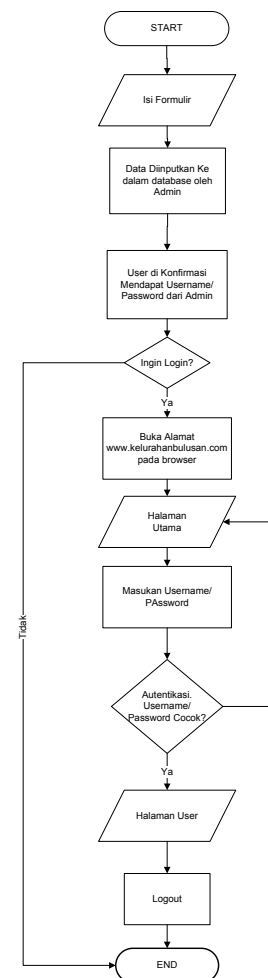 START
Isi Formulir
Data Diinputkan Ke
dalam database oleh
Admin
User di Konfirmasi
Mendapat Username/
Password dari Admin
Ingin Login?
Ya
Buka Alamat
www.kelurahanbulusan.com
pada browser
Halaman
Utama
Masukan Username/
PAssword
Tidak
Autentikasi.
Username/
Password Cocok?
Ya
Halaman User
Logout
END